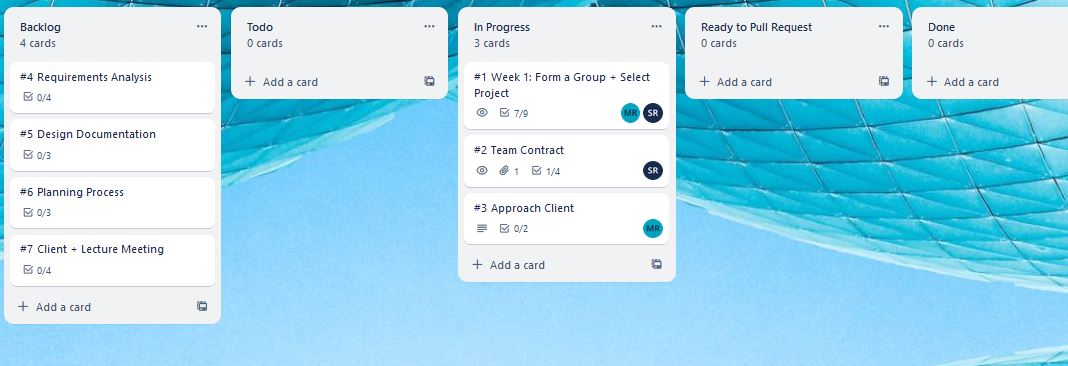 Backlog
4 cards
#4 Requirements Analysis
0/4
#5 Design Documentation
0/3
#6 Planning Process
0/3
#7 Client + Lecture Meeting
0/4
Add a card
Todo
0 cards
Add a card
In Progress
3 cards
#1 Week 1: Form a Group + Select
Project
7/9
MR SR
#2 Team Contract
1 1/4
SR
#3 Approach Client
0/2
MR
Add a card
Ready to Pull Request
0 cards
Add a card
Done
0 cards
Add a card